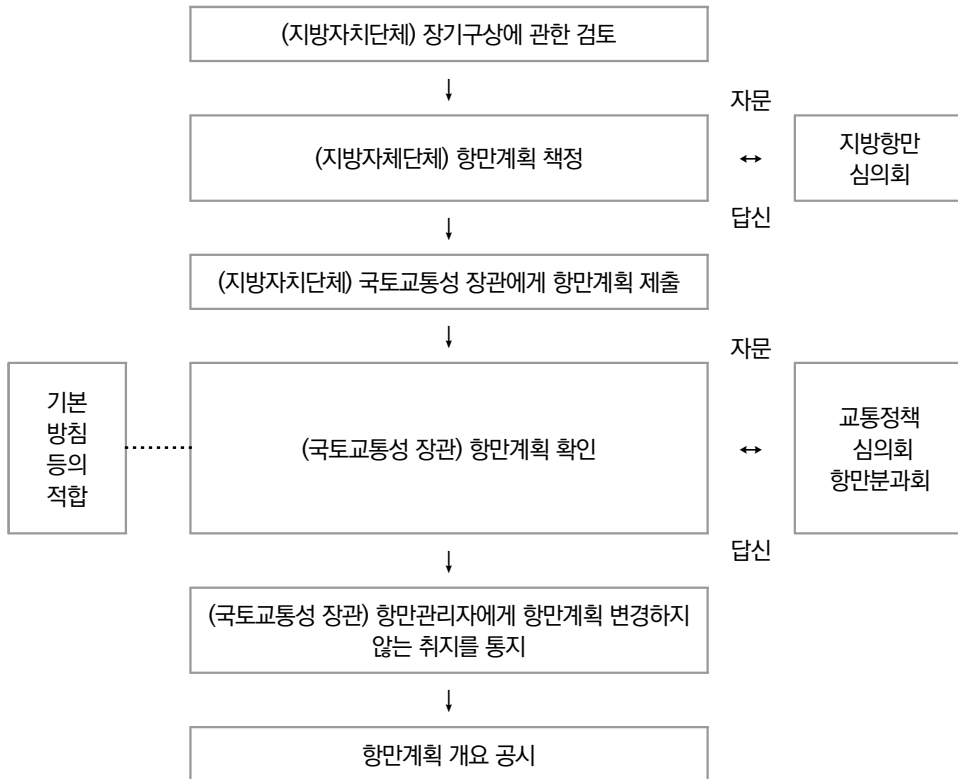 (지방자치단체) 장기구상에 관한 검토
↓
자문
(지방자체단체) 항만계획 책정
↔
지방항만
심의회
답신
↓
(지방자치단체) 국토교통성 장관에게 항만계획 제출
↓
자문
기본
방침
등의
적합
(국토교통성 장관) 항만계획 확인
↔
교통정책
심의회
항만분과회
답신
↓
(국토교통성 장관) 항만관리자에게 항만계획 변경하지
않는 취지를 통지
↓
항만계획 개요 공시